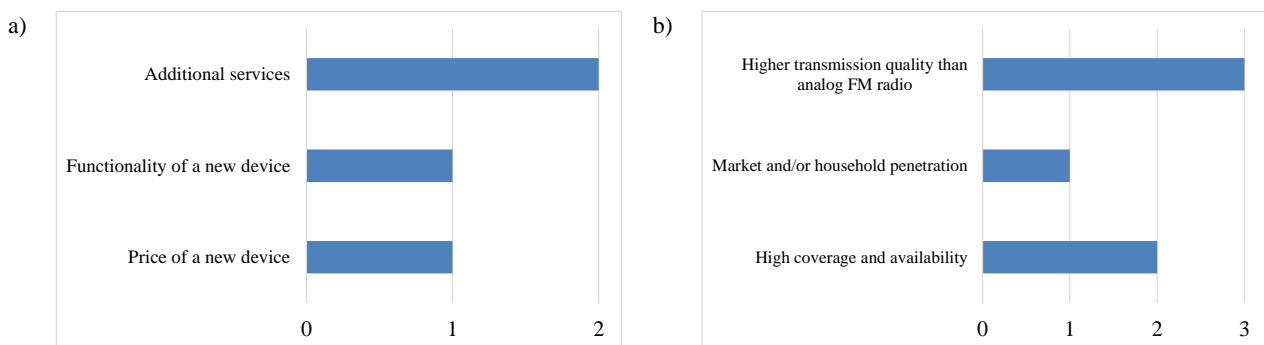 a)
Additional services
Functionality of a new device
Price of a new device
0 1 2
b)
Higher transmission quality than
analog FM radio
Market and/or household penetration
High coverage and availability
0 1 2 3